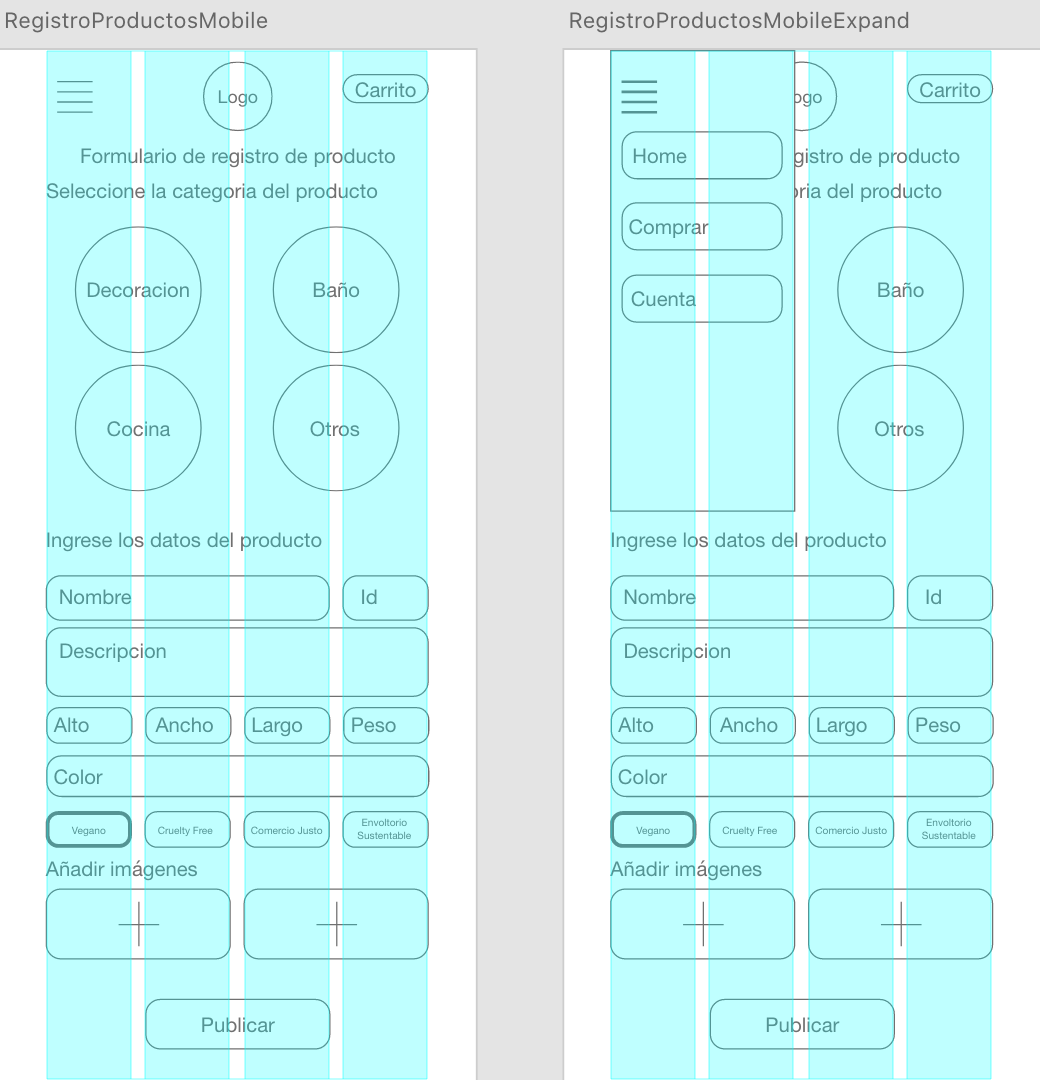 RegistroProductosMobile
Logo
Carrito
Formulario de registro de producto
Seleccione la categoria del producto
Decoracion
Baño
Cocina
Otros
Ingrese los datos del producto
Nombre
Id
Descripcion
Alto
Ancho
Largo
Peso
Color
Vegano
Cruelty Free
Comercio Justo
Envoltorio
Sustentable
Añadir imágenes
Publicar
RegistroProductosMobileExpand
ogo
Carrito
Home
gistro de producto
oria del producto
Comprar
Cuenta
Baño
Otros
Ingrese los datos del producto
Nombre
Id
Descripcion
Alto
Ancho
Largo
Peso
Color
Vegano
Cruelty Free
Comercio Justo
Envoltorio
Sustentable
Añadir imágenes
Publicar